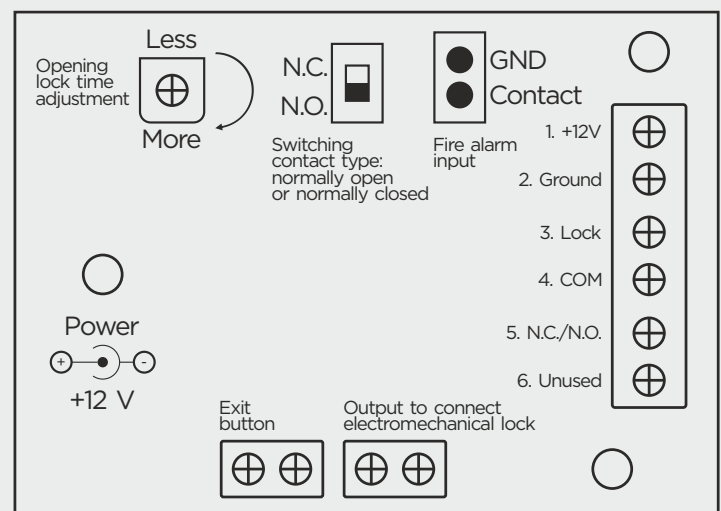 Less
Opening
lock time
adjustment
More
N.C.
N.O.
Switching
contact type:
normally open
or normally closed
GND
Contact
Fire alarm
input
1. +12V
2. Ground
3. Lock
4. COM
5. N.C./N.O.
6. Unused
Power
+ -
+12 V
Exit
button
Output to connect
electromechanical lock